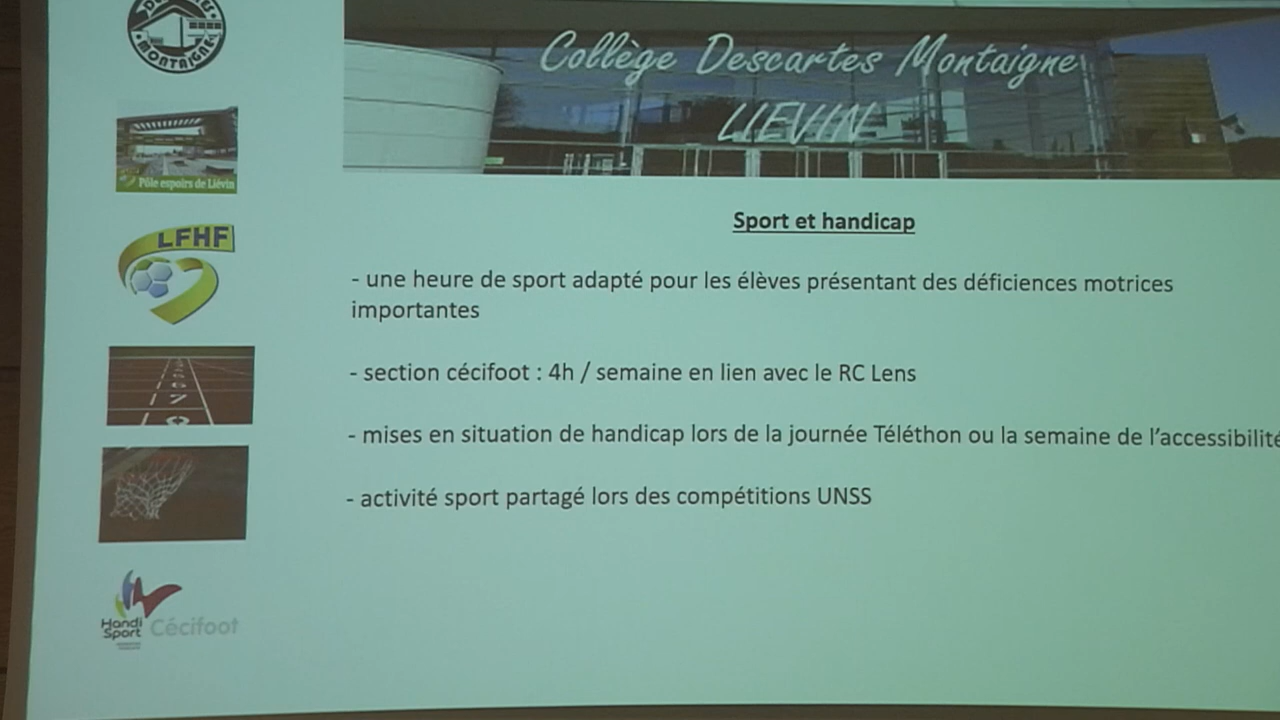 MONTAIGNE
Collège Descartes Montaigne
LIEVIN
Pôle espoirs de Liévin
LFHF
Sport et handicap
- une heure de sport adapté pour les élèves présentant des déficiences motrices
importantes
- section cécifoot : 4h / semaine en lien avec le RC Lens
- mises en situation de handicap lors de la journée Téléthon ou la semaine de l'accessibilité
- activité sport partagé lors des compétitions UNSS
6
7
8
Handi
Sport
Cécifoot